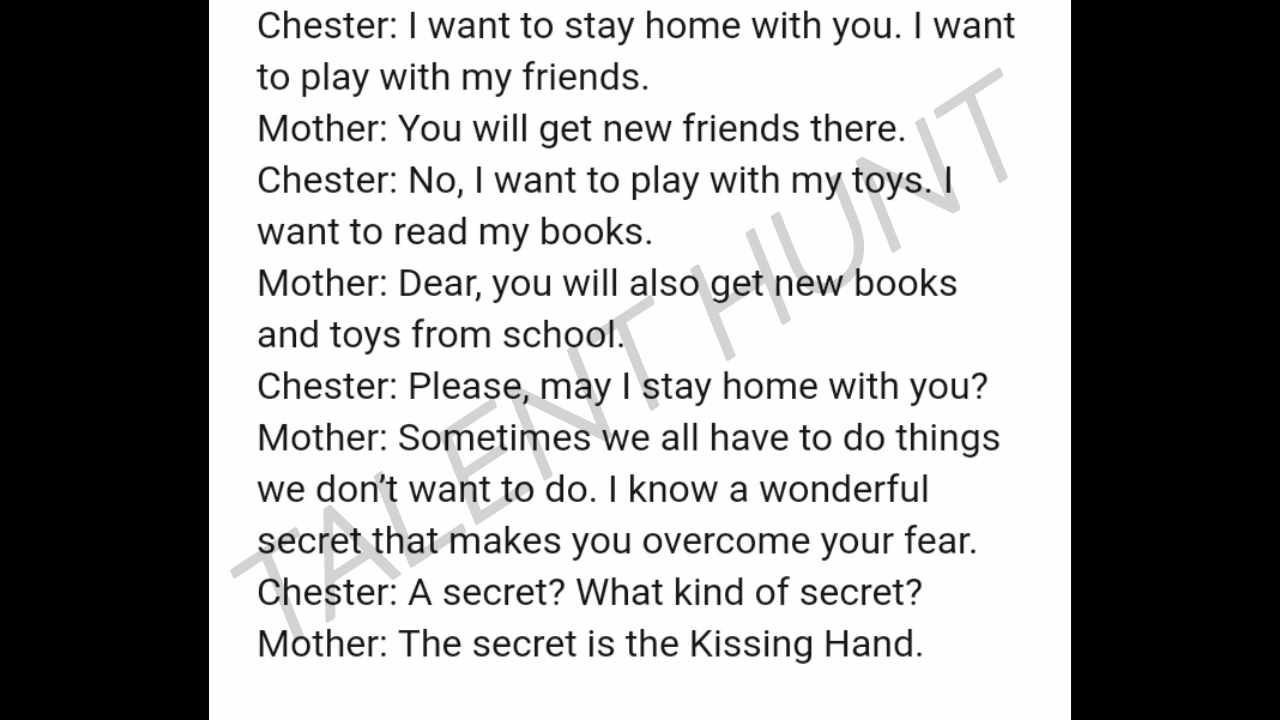 Chester: I want to stay home with you. I want
to play with my friends.
Mother: You will get new friends there.
Chester: No, I want to play with my toys. I
want to read my books.
Mother: Dear, you will also get new books
and toys from school.
Chester: Please, may I stay home with you?
Mother: Sometimes we all have to do things
we don’t want to do. I know a wonderful
secret that makes you overcome your fear.
Chester: A secret? What kind of secret?
Mother: The secret is the Kissing Hand.
TALENT HUNT